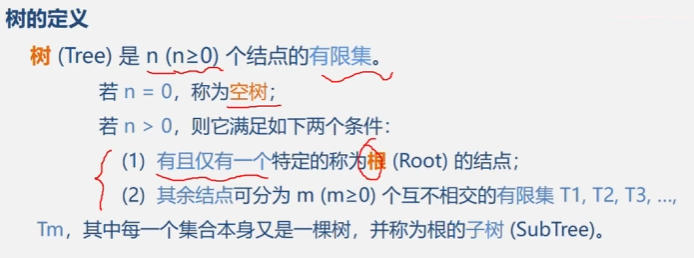 树的定义
树 (Tree) 是 n (n≥0) 个结点的有限集。
若 n = 0，称为空树；
若 n > 0，则它满足如下两个条件：
(1) 有且仅有一个特定的称为根 (Root) 的结点；
(2) 其余结点可分为 m (m≥0) 个互不相交的有限集 T1, T2, T3, …,
Tm，其中每一个集合本身又是一棵树，并称为根的子树 (SubTree)。